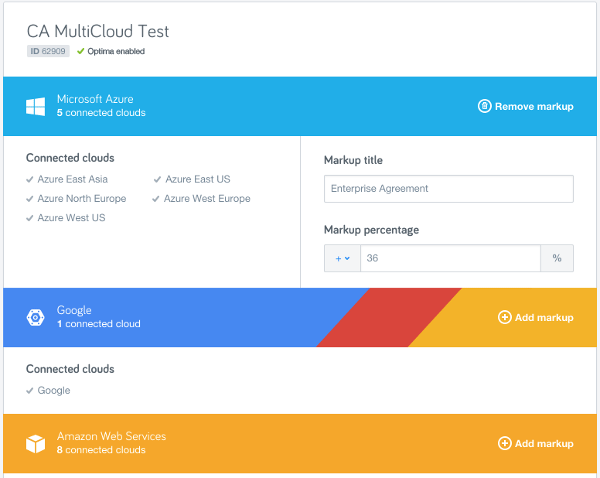 CA MultiCloud Test
ID 62909 Optima enabled
Microsoft Azure
5 connected clouds
Remove markup
Connected clouds
Azure East Asia
Azure East US
Azure North Europe
Azure West Europe
Azure West US
Markup title
Enterprise Agreement
Markup percentage
+ 36 %
Google
1 connected cloud
Add markup
Connected clouds
Google
Amazon Web Services
8 connected clouds
Add markup